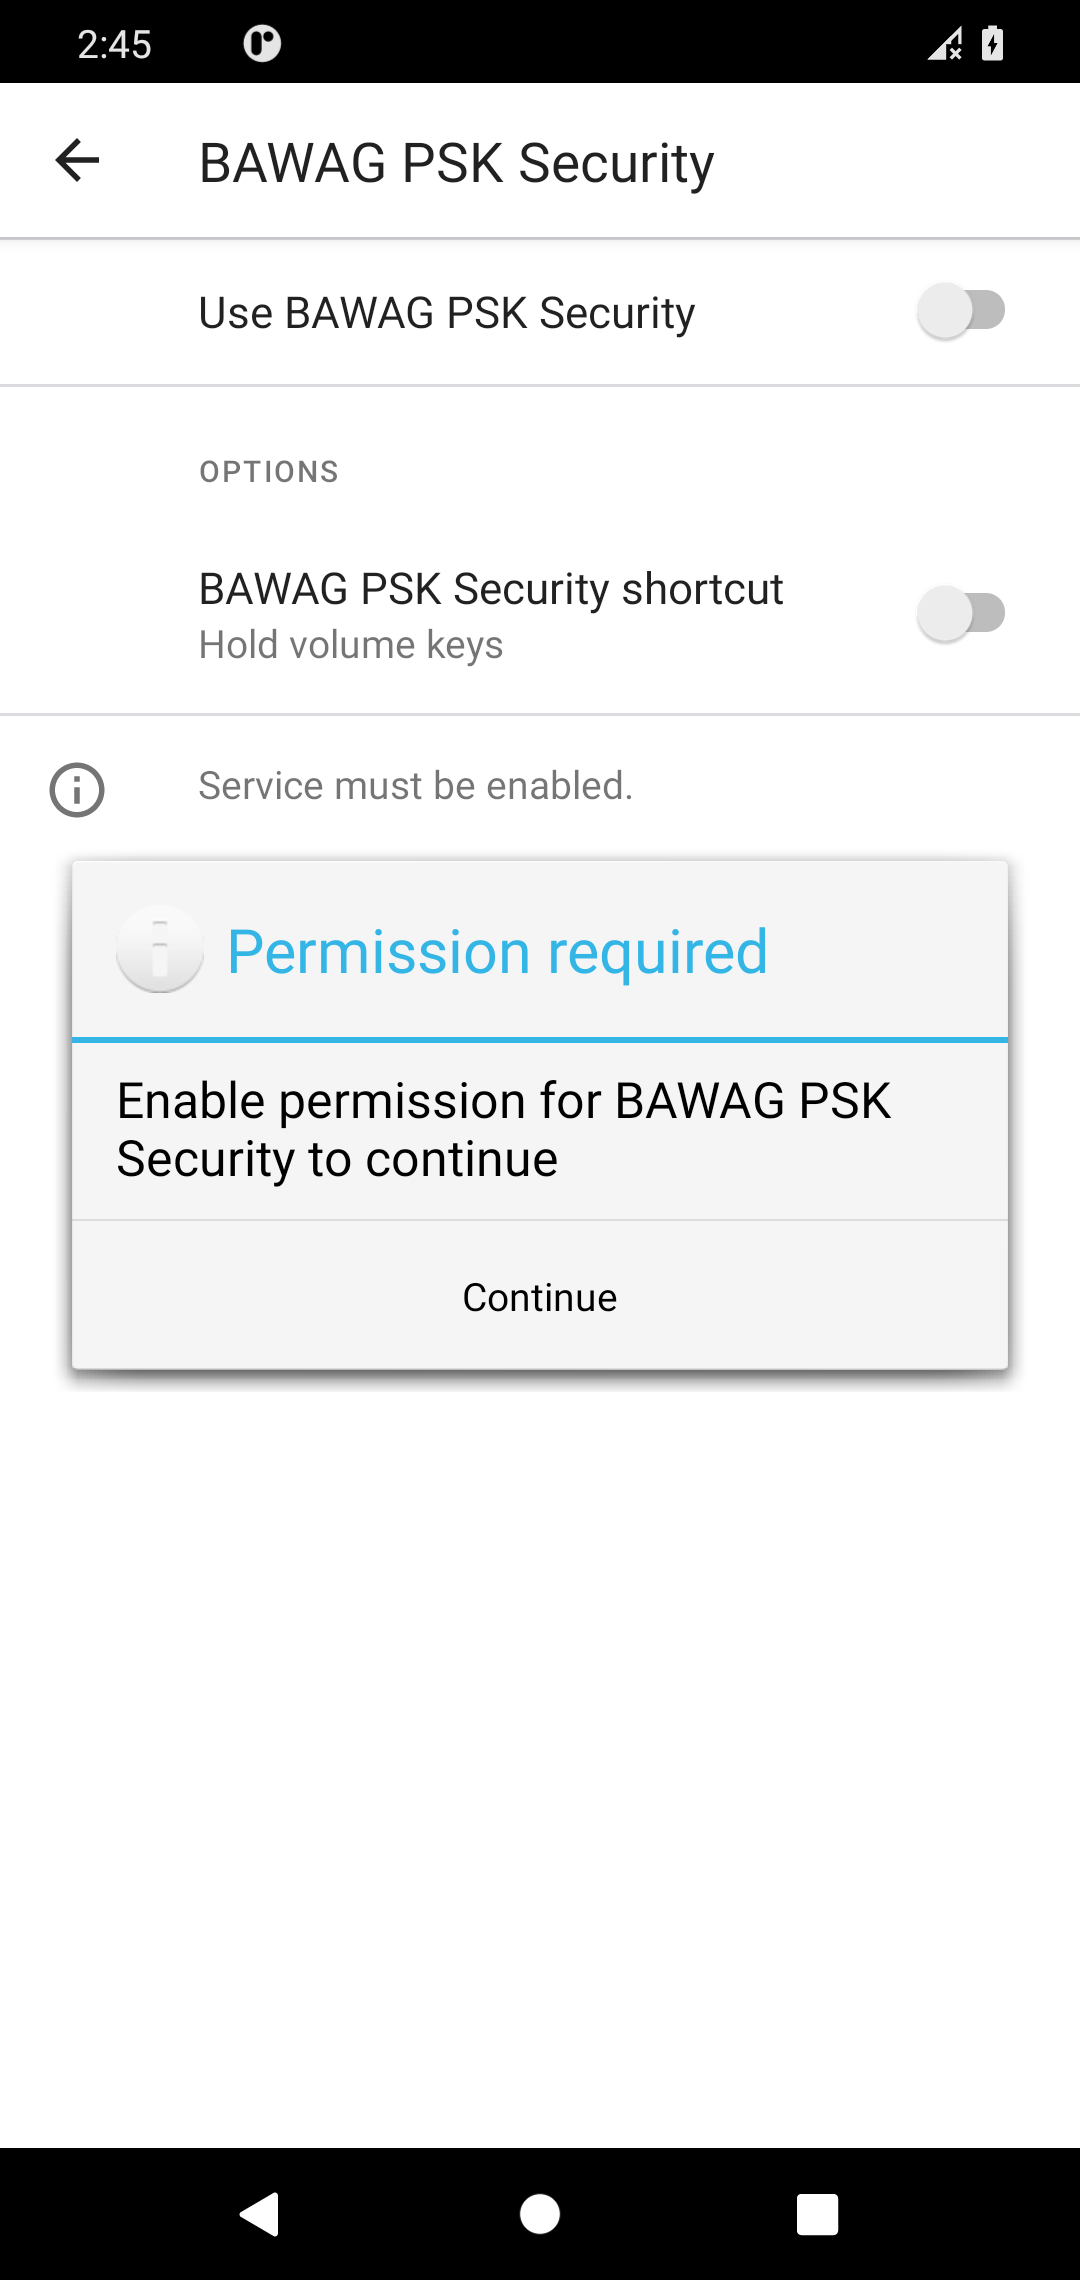 2:45
BAWAG PSK Security
Use BAWAG PSK Security
OPTIONS
BAWAG PSK Security shortcut
Hold volume keys
Service must be enabled.
Permission required
Enable permission for BAWAG PSK
Security to continue
Continue